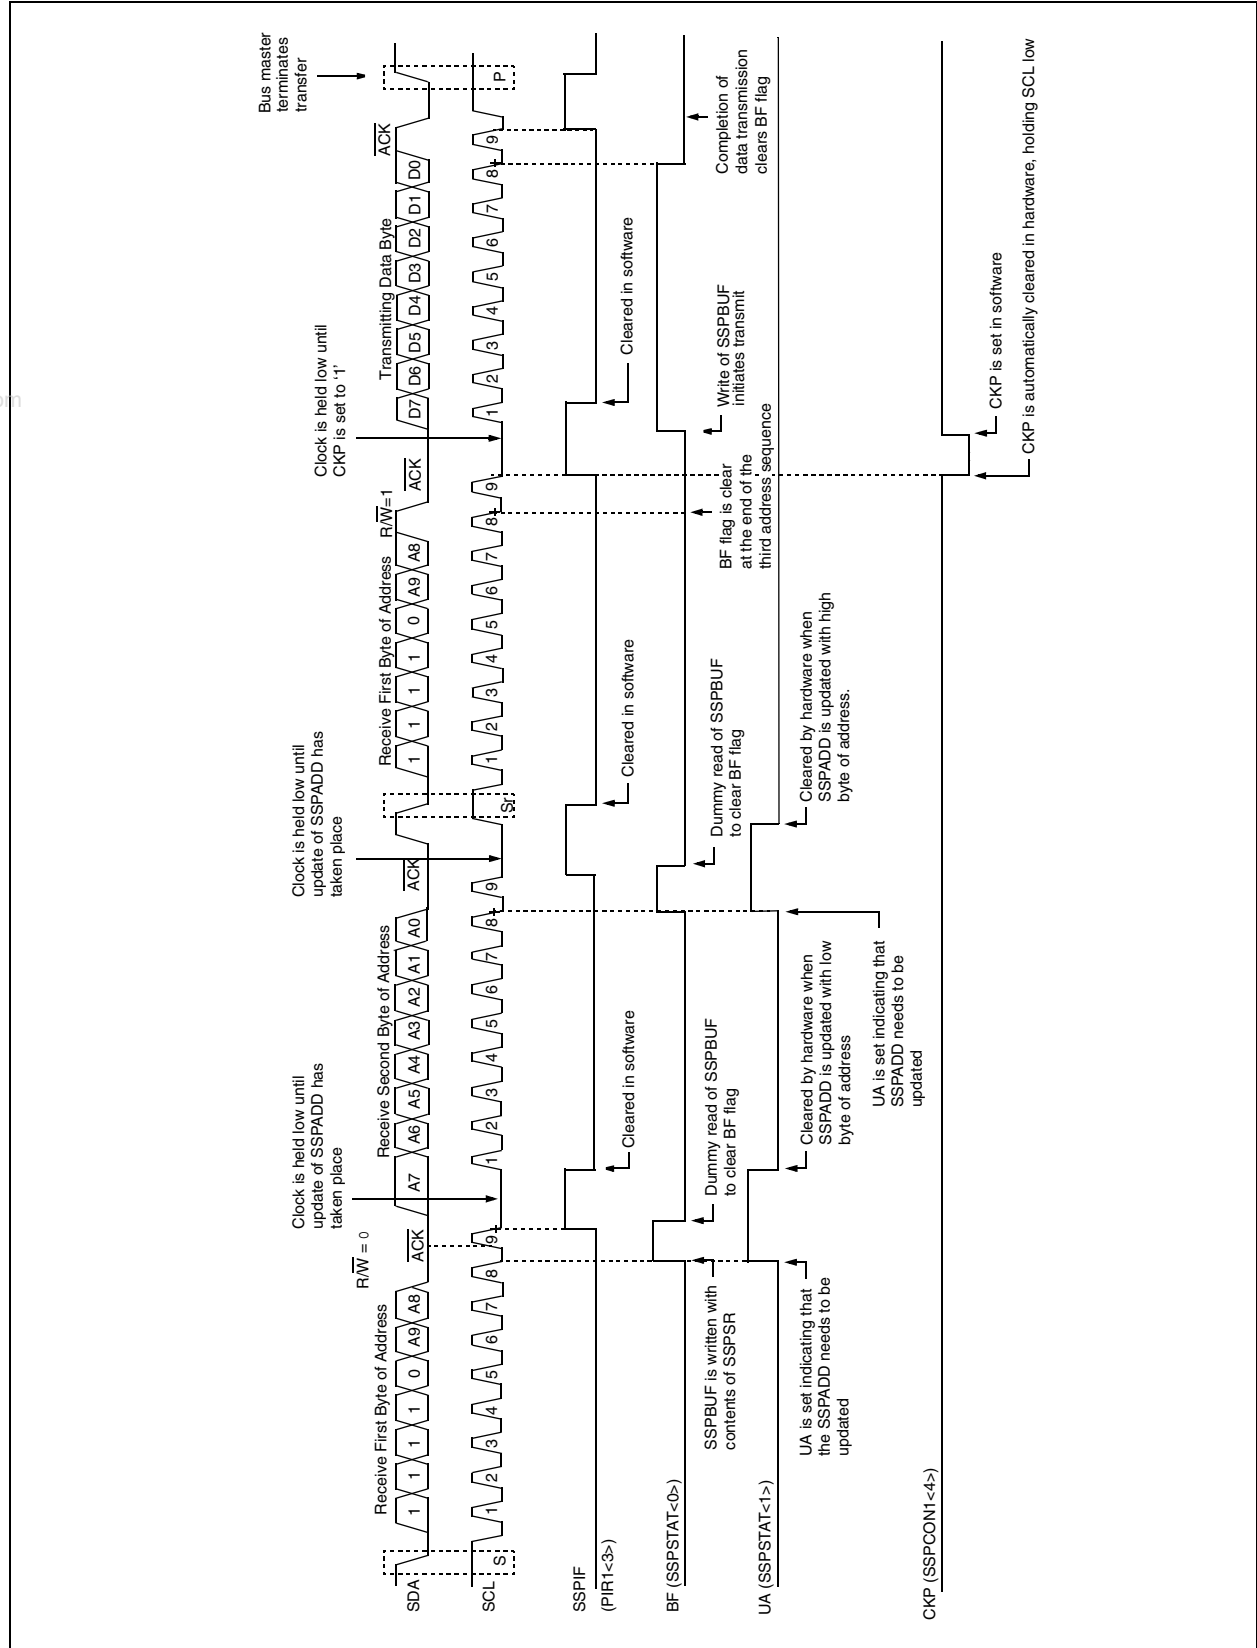 Bus master
terminates
transfer
Clock is held low until
update of SSPADD has
taken place
Clock is held low until
update of SSPADD has
taken place
Clock is held low until
CKP is set to ‘1’
R/W = 0
R/W=1
Receive First Byte of Address
Receive Second Byte of Address
Receive First Byte of Address
Transmitting Data Byte
SDA
1 1 1 1 0 A9 A8 ACK
A7 A6 A5 A4 A3 A2 A1 A0 ACK
1 1 1 1 0 A9 A8 ACK
D7 D6 D5 D4 D3 D2 D1 D0 ACK
SCL
S 1 2 3 4 5 6 7 8 9
1 2 3 4 5 6 7 8 9
Sr 1 2 3 4 5 6 7 8 9
1 2 3 4 5 6 7 8 9 P
SSPIF
(PIR1<3>)
Cleared in software
Cleared in software
Cleared in software
BF (SSPSTAT<0>)
SSPBUF is written with
contents of SSPSR
Dummy read of SSPBUF
to clear BF flag
Dummy read of SSPBUF
to clear BF flag
BF flag is clear
at the end of the
third address sequence
Write of SSPBUF
initiates transmit
Completion of
data transmission
clears BF flag
UA (SSPSTAT<1>)
UA is set indicating that
the SSPADD needs to be
updated
Cleared by hardware when
SSPADD is updated with low
byte of address
UA is set indicating that
SSPADD needs to be
updated
Cleared by hardware when
SSPADD is updated with high
byte of address.
CKP (SSPCON1<4>)
CKP is set in software
CKP is automatically cleared in hardware, holding SCL low
om